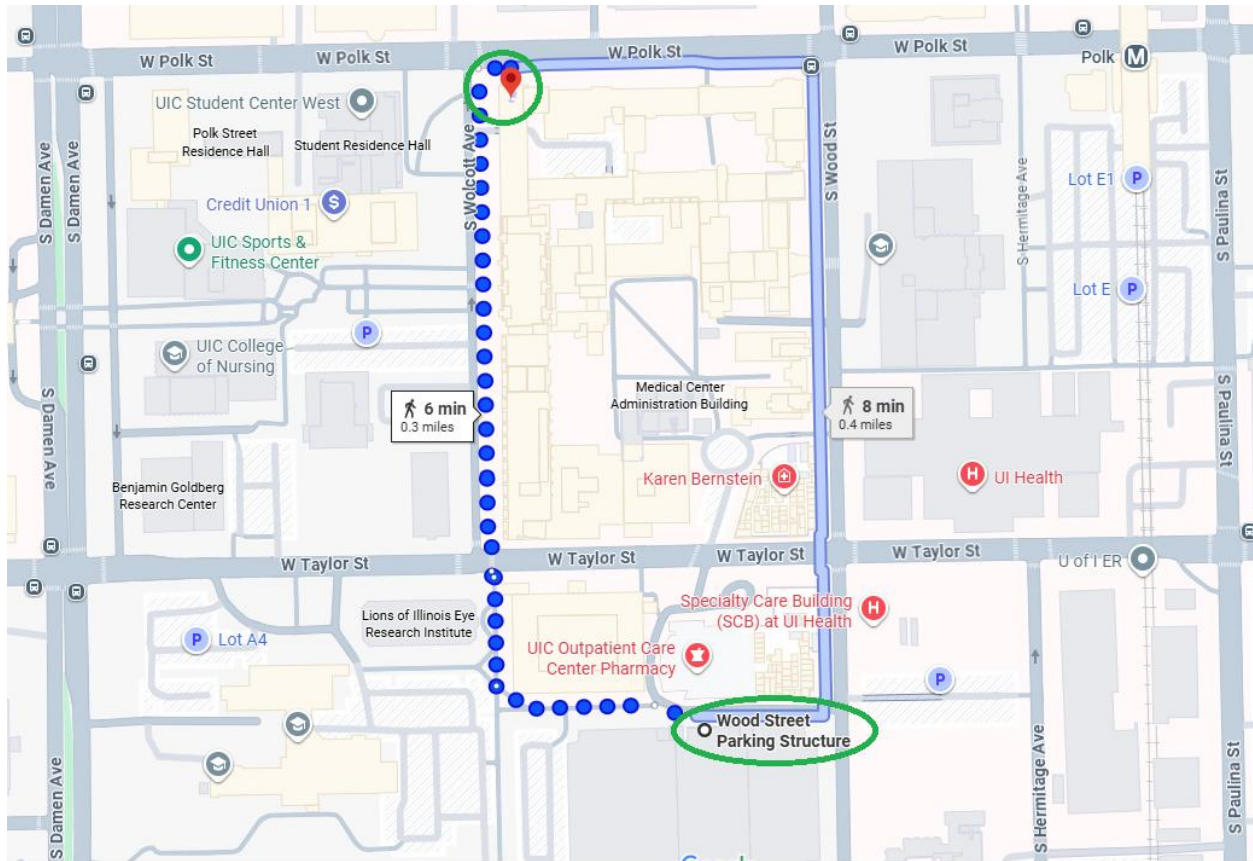 W Polk St
W Polk St
W Polk St
W Polk St
Polk
M
UIC Student Center West
Polk Street
Residence Hall
Student Residence Hall
S Damen Ave
S Damen Ave
S Wolcott Ave
S Wood St
S Hermitage Ave
Lot E1
P
S Paulina St
Credit Union 1
$
UIC Sports &
Fitness Center
Lot E
P
P
UIC College
of Nursing
Medical Center
Administration Building
6 min
0.3 miles
8 min
0.4 miles
S Damen Ave
S Paulina St
Karen Bernstein
H
UI Health
Benjamin Goldberg
Research Center
W Taylor St
W Taylor St
W Taylor St
W Taylor St
U of I ER
Lions of Illinois Eye
Research Institute
Specialty Care Building
(SCB) at UI Health
H
P
Lot A4
UIC Outpatient Care
Center Pharmacy
P
Wood Street
Parking Structure
S Damen Ave
S Hermitage Ave
S Paulina St